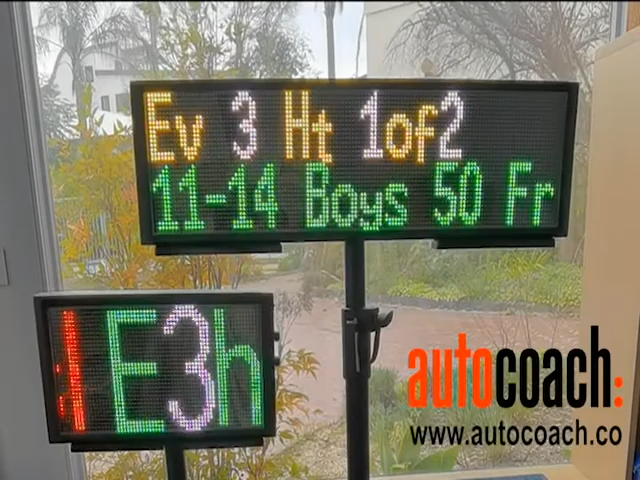 Ev 3 Ht 1of2
11-14 Boys 50 Fr
E3h
autocoach:
www.autocoach.co